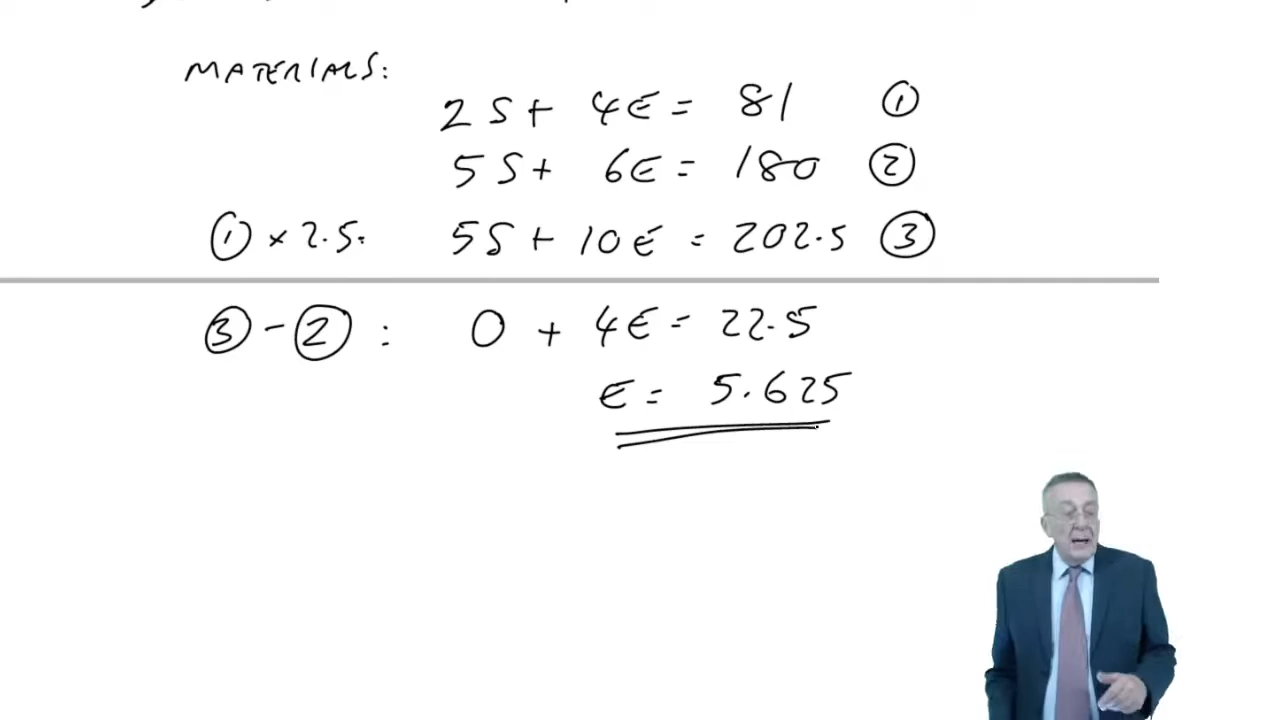 MATERIALS:
2S + 4E = 81 ①
5S + 6E = 180 ②
① × 2.5: 5S + 10E = 202.5 ③
③ - ② : 0 + 4E = 22.5
E = 5.625